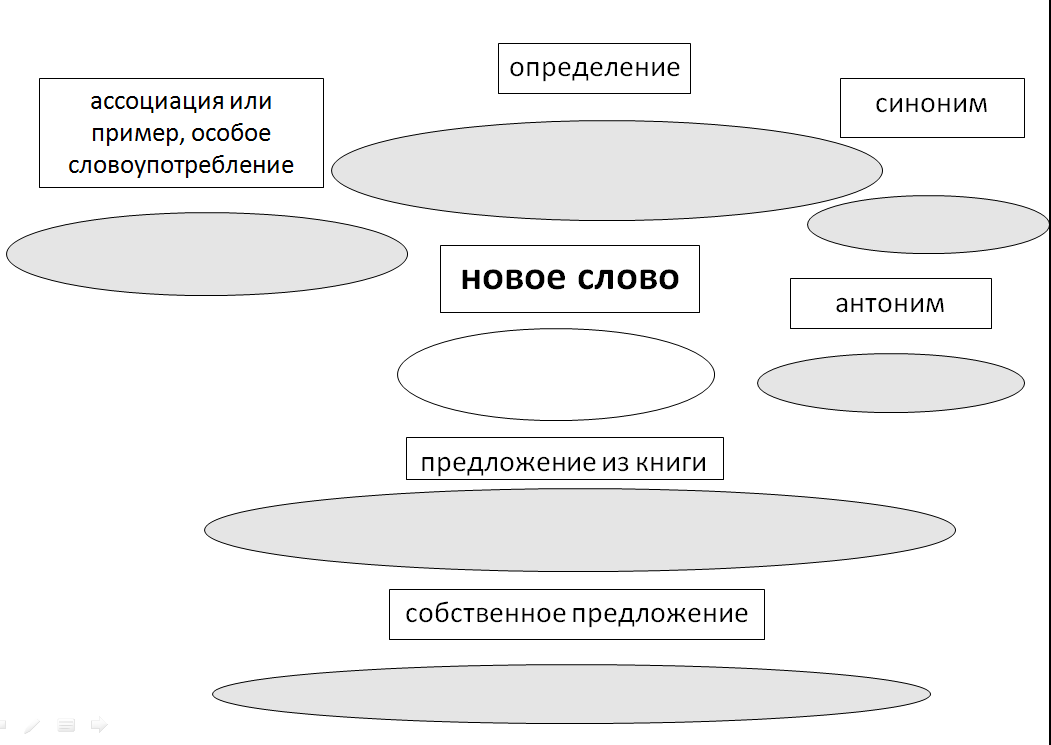 определение
ассоциация или
пример, особое
словоупотребление
синоним
новое слово
антоним
предложение из книги
собственное предложение